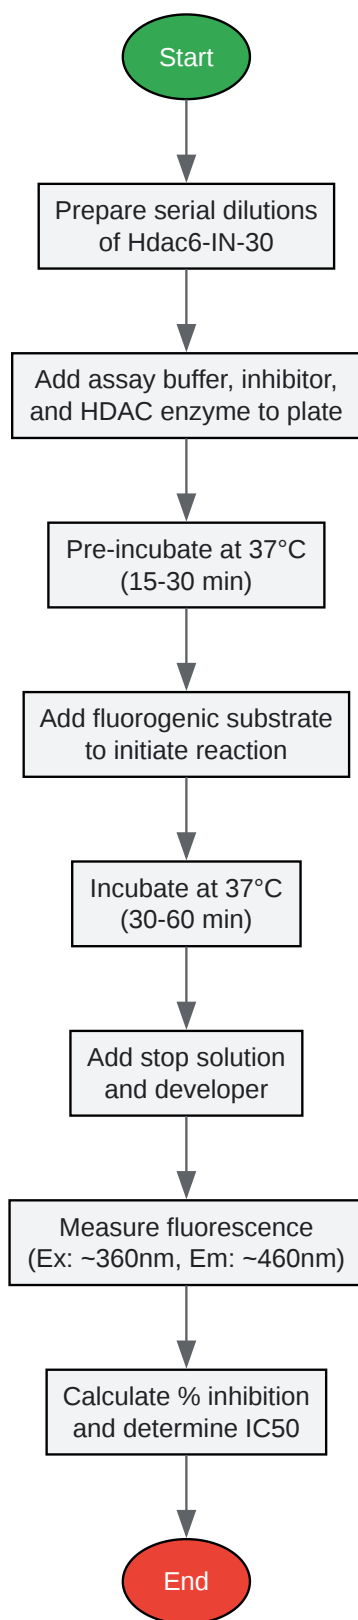 Start
Prepare serial dilutions
of Hdac6-IN-30
Add assay buffer, inhibitor,
and HDAC enzyme to plate
Pre-incubate at 37°C
(15-30 min)
Add fluorogenic substrate
to initiate reaction
Incubate at 37°C
(30-60 min)
Add stop solution
and developer
Measure fluorescence
(Ex: ~360nm, Em: ~460nm)
Calculate % inhibition
and determine IC50
End